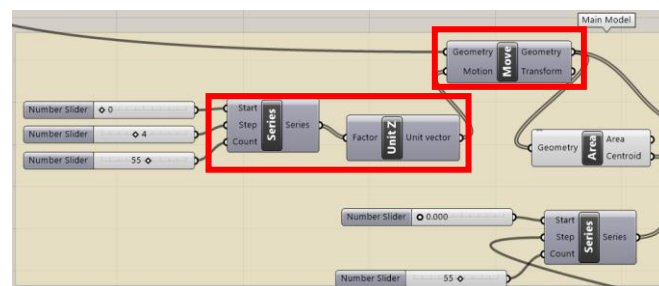 Main Model
Geometry Move Geometry
Motion Transform
Number Slider 0
Number Slider 4
Number Slider 55
Start
Step Series Series
Count
Factor Unit Z Unit vector
Geometry Area Area
Centroid
Number Slider 0.000
Number Slider 55
Start
Step Series Series
Count